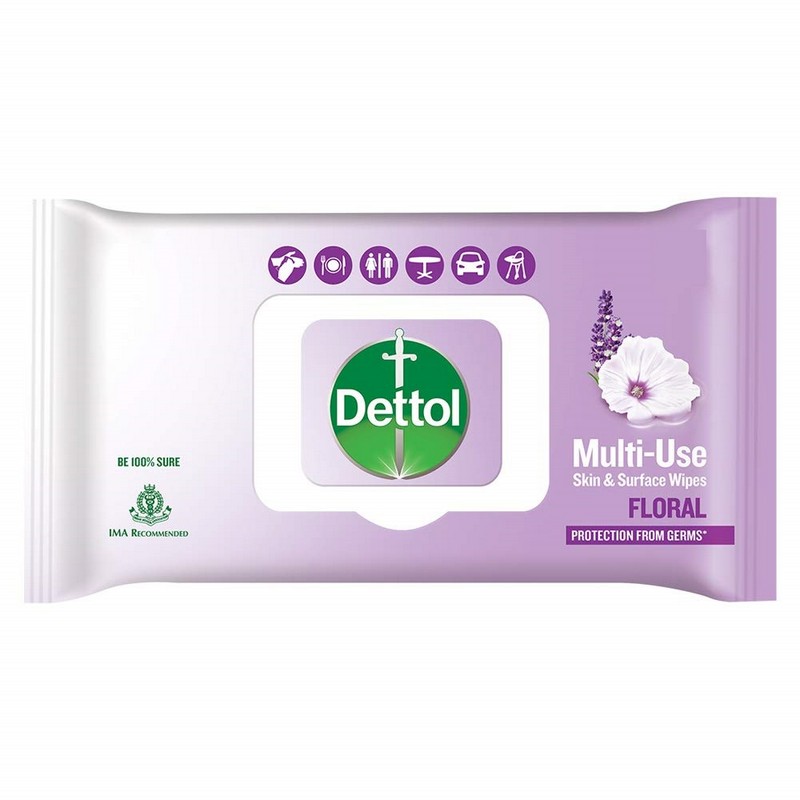 Dettol
BE 100% SURE
IMA RECOMMENDED
Multi-Use
Skin & Surface Wipes
FLORAL
PROTECTION FROM GERMS*